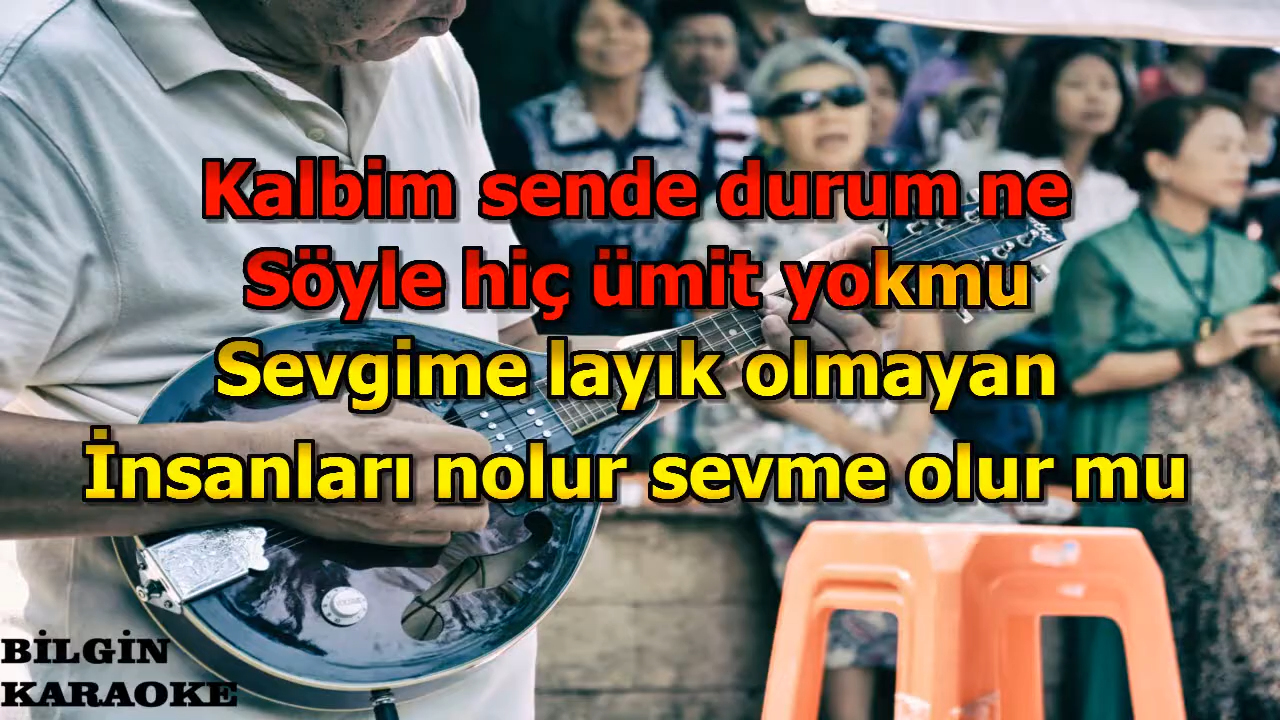 Kalbim sende durum ne
Söyle hiç ümit yokmu
Sevgime layık olmayan
İnsanları nolur sevme olur mu
BİLGİN
KARAOKE